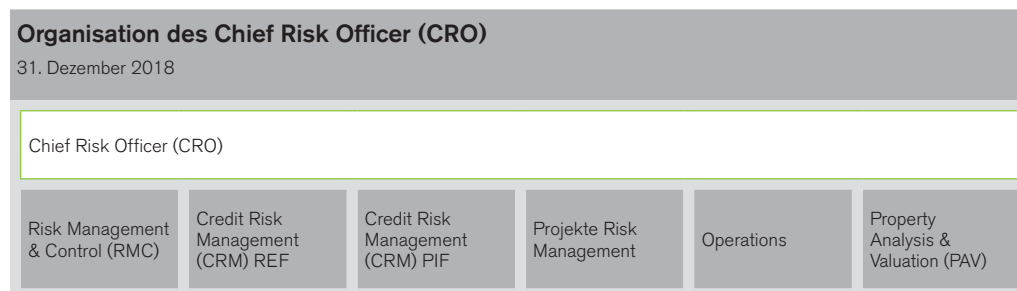 Organisation des Chief Risk Officer (CRO)
31. Dezember 2018
Chief Risk Officer (CRO)
Risk Management
& Control (RMC)
Credit Risk
Management
(CRM) REF
Credit Risk
Management
(CRM) PIF
Projekte Risk
Management
Operations
Property
Analysis &
Valuation (PAV)